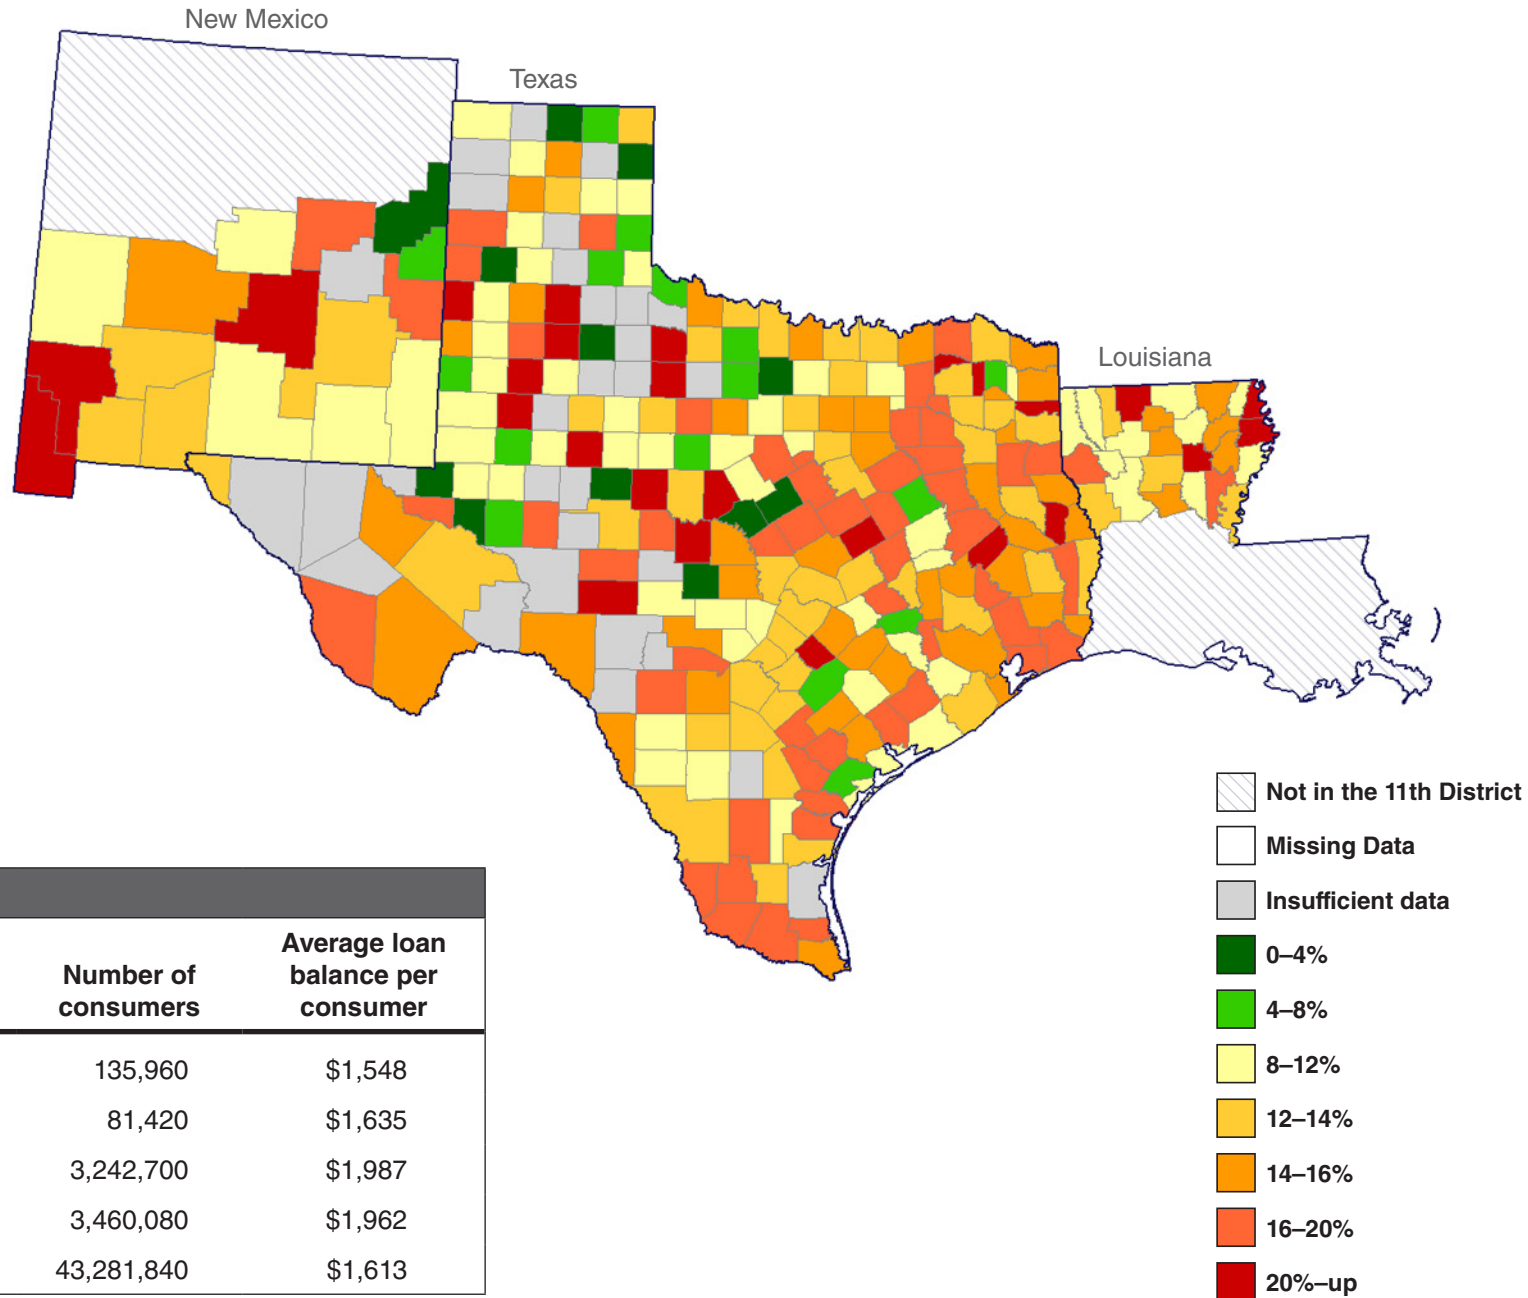 New Mexico
Texas
Louisiana
Not in the 11th District
Missing Data
Insufficient data
0–4%
4–8%
8–12%
12–14%
14–16%
16–20%
20%–up
Number of
consumers
Average loan
balance per
consumer
135,960 $1,548
81,420 $1,635
3,242,700 $1,987
3,460,080 $1,962
43,281,840 $1,613